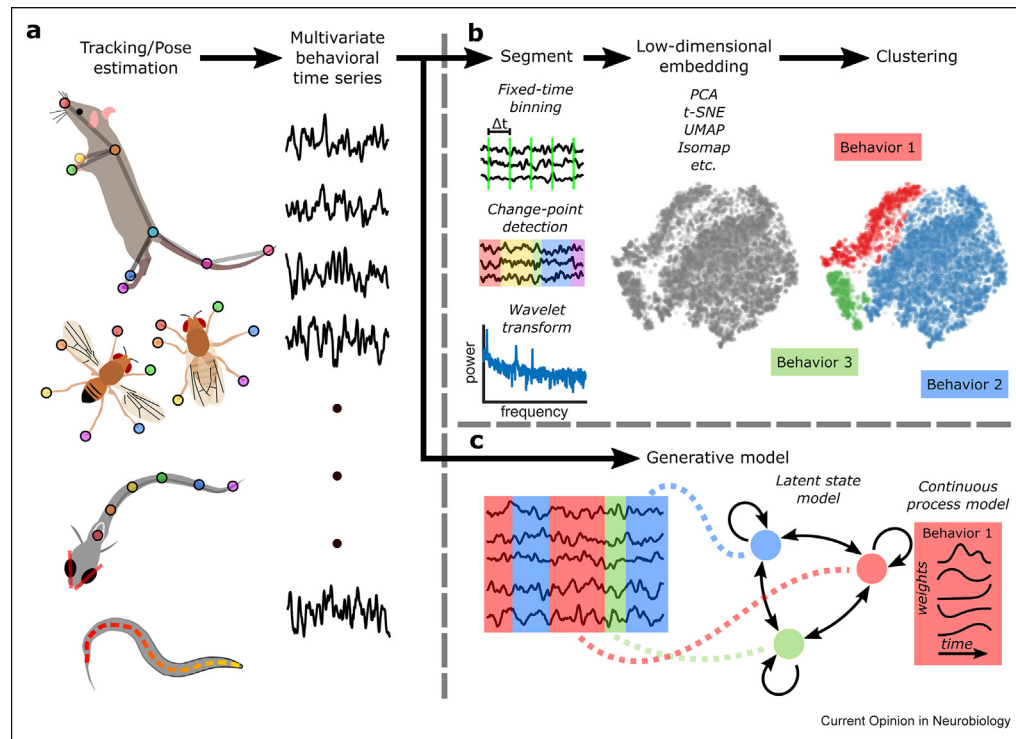 a
Tracking/Pose
estimation
Multivariate
behavioral
time series
b
Segment
Low-dimensional
embedding
Clustering
Fixed-time
binning
Δt
Change-point
detection
Wavelet
transform
power
frequency
PCA
t-SNE
UMAP
Isomap
etc.
Behavior 1
Behavior 3
Behavior 2
c
Generative model
Latent state
model
Continuous
process model
Behavior 1
weights
time
Current Opinion in Neurobiology